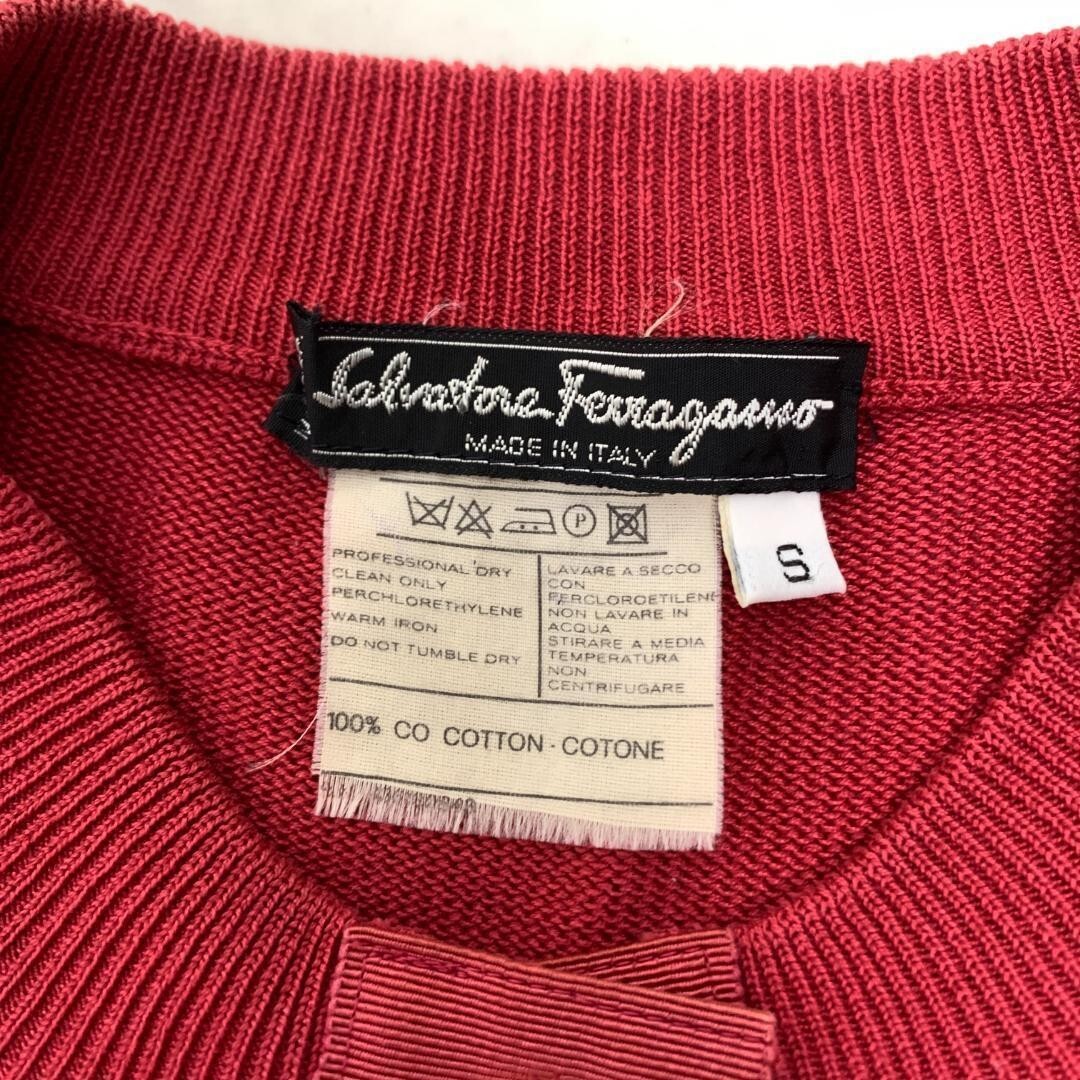 Salvatore Ferragamo
MADE IN ITALY
S
P
PROFESSIONAL DRY
CLEAN ONLY
PERCHLORETHYLENE
WARM IRON
DO NOT TUMBLE DRY
LAVARE A SECCO
CON
PERCLOROETILENE
NON LAVARE IN
ACQUA
STIRARE A MEDIA
TEMPERATURA
NON
CENTRIFUGARE
100% CO COTTON · COTONE